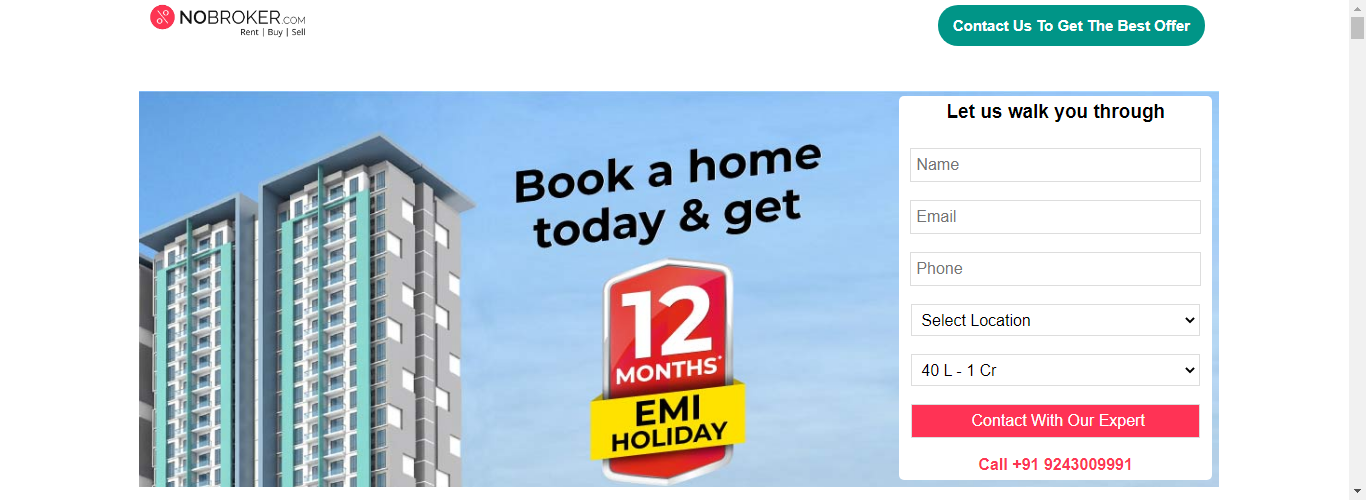 NOBROKER.COM
Rent | Buy | Sell
Contact Us To Get The Best Offer
Book a home
today & get
12
MONTHS*
EMI
HOLIDAY
Let us walk you through
Name
Email
Phone
Select Location
40 L - 1 Cr
Contact With Our Expert
Call +91 9243009991